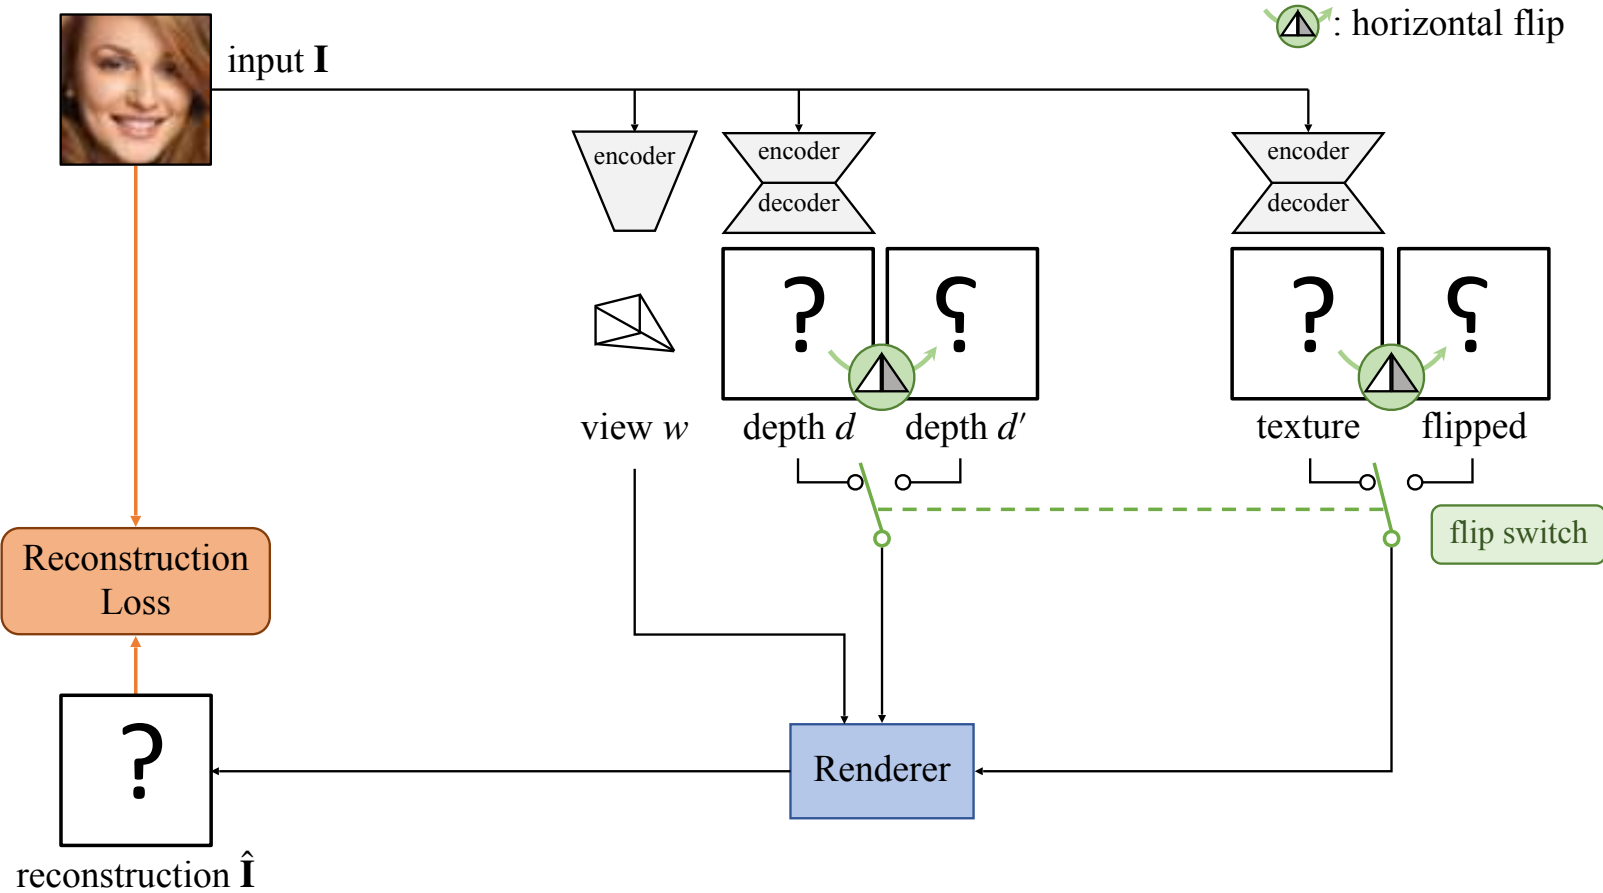 : horizontal flip
input I
encoder
encoder
decoder
encoder
decoder
? ?
? ?
view w
depth d
depth d′
texture
flipped
flip switch
Reconstruction
Loss
Renderer
?
reconstruction Î